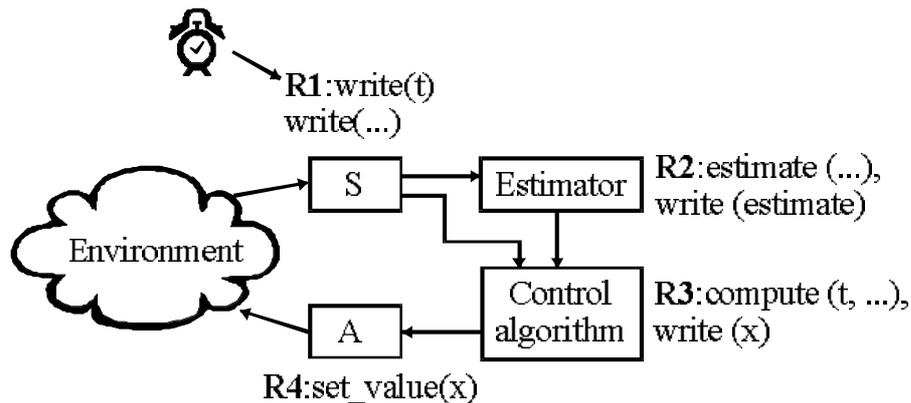 R1:write(t)
write(...)
S
Estimator
R2:estimate (...),
write (estimate)
Environment
Control
algorithm
R3:compute (t, ...),
write (x)
A
R4:set_value(x)